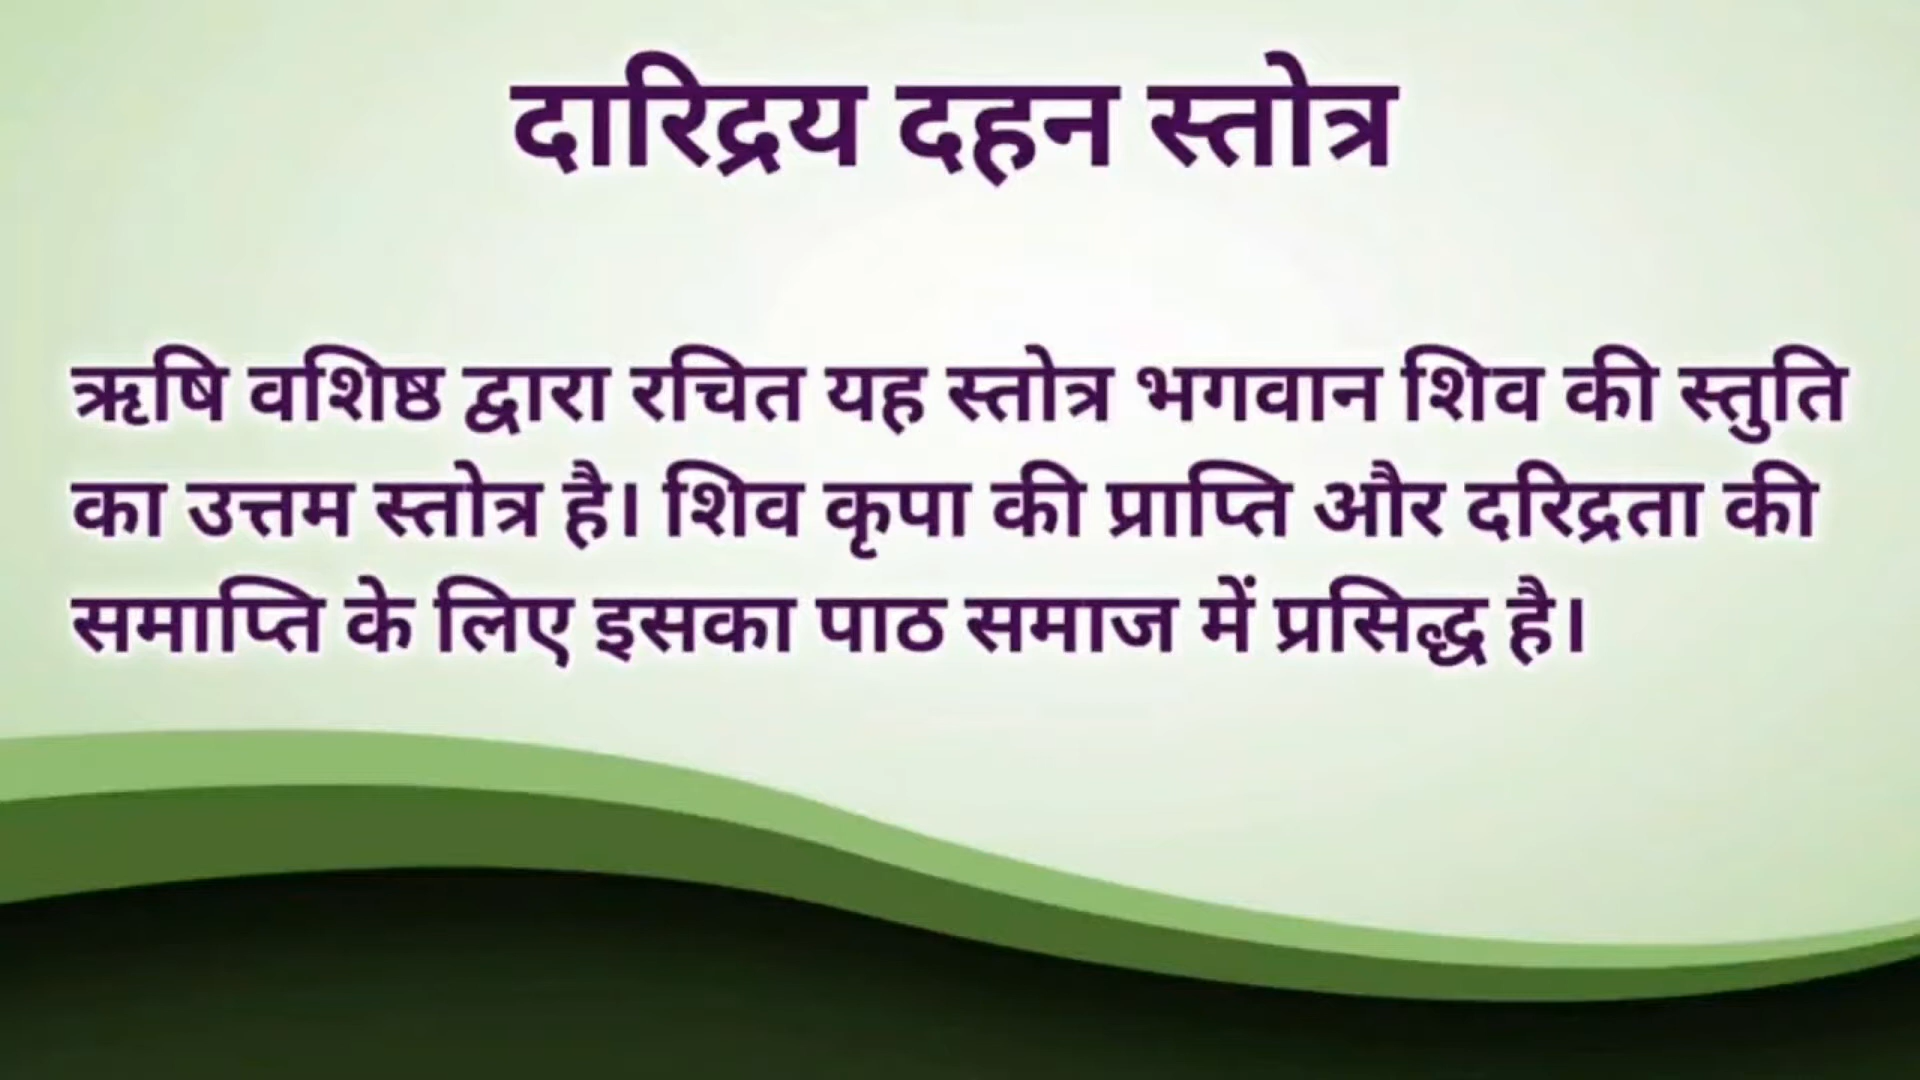 दारिद्रय दहन स्तोत्र
ऋषि वशिष्ठ द्वारा रचित यह स्तोत्र भगवान शिव की स्तुति
का उत्तम स्तोत्र है। शिव कृपा की प्राप्ति और दरिद्रता की
समाप्ति के लिए इसका पाठ समाज में प्रसिद्ध है।